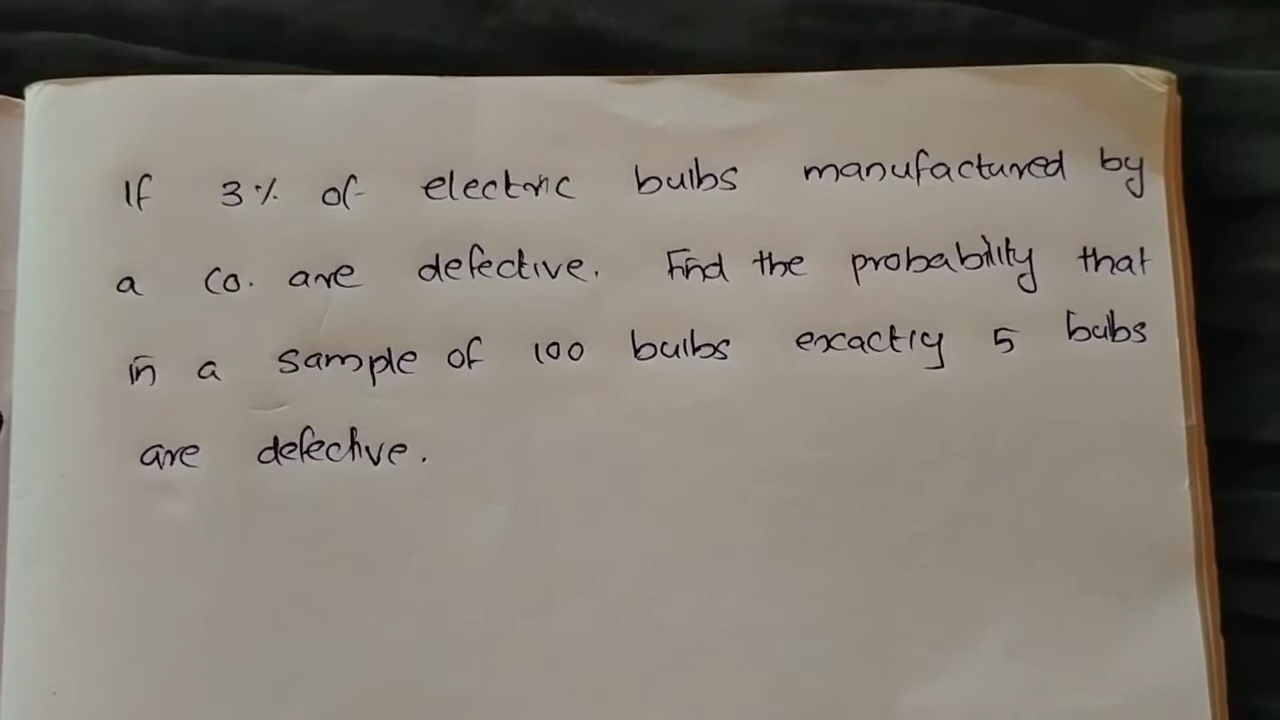 If 3% of electric bulbs manufactured by
a co. are defective. Find the probability that
in a sample of 100 bulbs exactly 5 bubs
are defective.